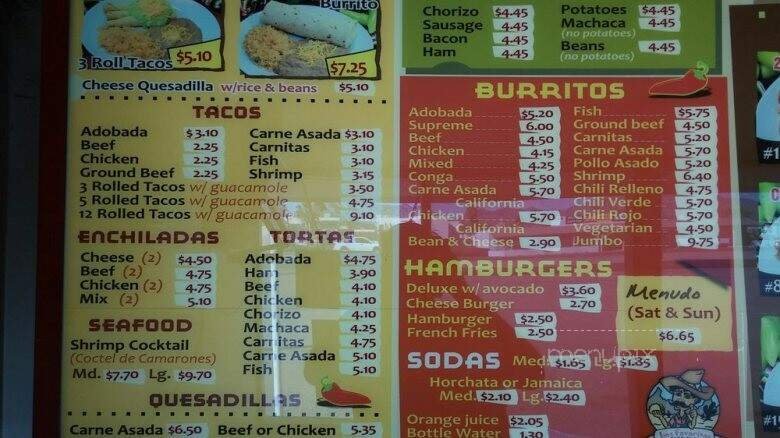 3 Roll Tacos $5.10
Burrito
$7.25
Cheese Quesadilla w/rice & beans $5.10
TACOS
Adobada $3.10
Beef 2.25
Chicken 2.25
Ground Beef 2.25
3 Rolled Tacos w/ guacamole 3.50
5 Rolled Tacos w/ guacamole 4.75
12 Rolled Tacos w/ guacamole 9.10
Carne Asada $3.10
Carnitas 3.10
Fish 3.10
Shrimp 3.15
ENCHILADAS
Cheese (2) $4.50
Beef (2) 4.75
Chicken (2) 4.75
Mix (2) 5.10
SEAFOOD
Shrimp Cocktail
(Coctel de Camarones)
Md. $7.70 Lg. $9.70
TORTAS
Adobada $4.75
Ham 3.90
Beef 4.10
Chicken 4.10
Chorizo 4.10
Machaca 4.25
Carnitas 4.75
Carne Asada 5.10
Fish 5.10
QUESADILLAS
Carne Asada $6.50 Beef or Chicken 5.35
Chorizo $4.45
Sausage 4.45
Bacon 4.45
Ham 4.45
Potatoes $4.45
Machaca 4.45
(no potatoes)
Beans 4.45
(no potatoes)
BURRITOS
Adobada $5.20
Supreme 6.00
Beef 4.50
Chicken 4.15
Mixed 4.25
Conga 5.50
Carne Asada 5.70
California
Chicken 5.70
California
Bean & Cheese 2.90
Fish $5.75
Ground beef 4.50
Carnitas 5.20
Carne Asada 5.70
Pollo Asado 5.20
Shrimp 6.40
Chili Relleno 4.75
Chili Verde 5.70
Chili Rojo 5.70
Vegetarian 4.50
Jumbo 9.75
HAMBURGERS
Deluxe w/ avocado $3.60
Cheese Burger 2.70
Hamburger $2.50
French Fries 2.50
Menudo
(Sat & Sun)
$6.65
SODAS Med. $1.65 Lg. $1.85
Horchata or Jamaica
Med. $2.10 Lg. $2.40
Orange juice $2.05
Bottle Water 1.30
#1
#8